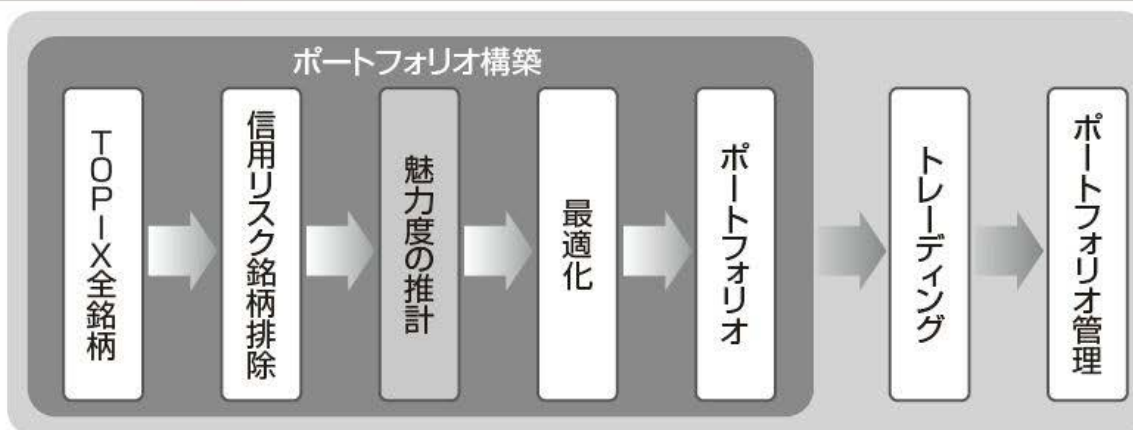 ポートフォリオ構築
TOPIX全銘柄
信用リスク銘柄排除
魅力度の推計
最適化
ポートフォリオ
トレーディング
ポートフォリオ管理